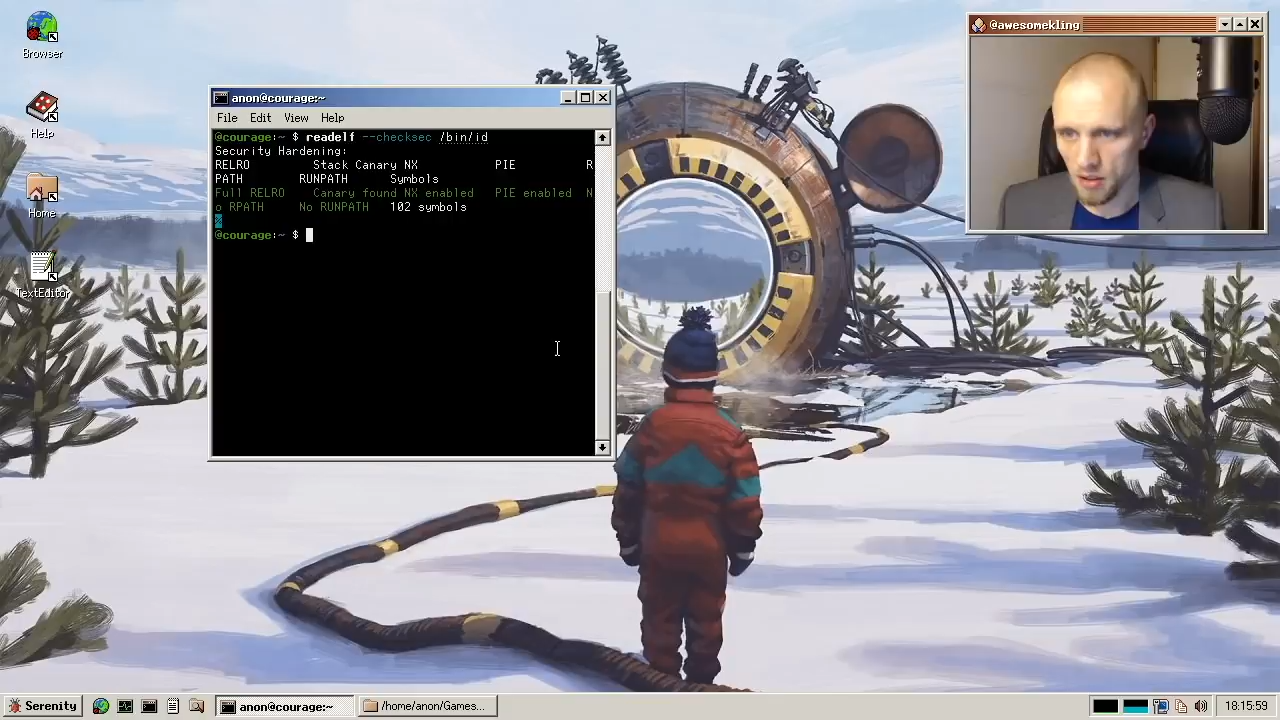 Browser
Help
Home
TextEditor
anon@courage:~
File Edit View Help
@courage:~ $ readelf --checksec /bin/id
Security Hardening:
RELRO Stack Canary NX PIE R
PATH RUNPATH Symbols
Full RELRO Canary found NX enabled PIE enabled N
o RPATH No RUNPATH 102 symbols
@courage:~ $
@awesomekling
Serenity
anon@courage:~
/home/anon/Games...
18:15:59